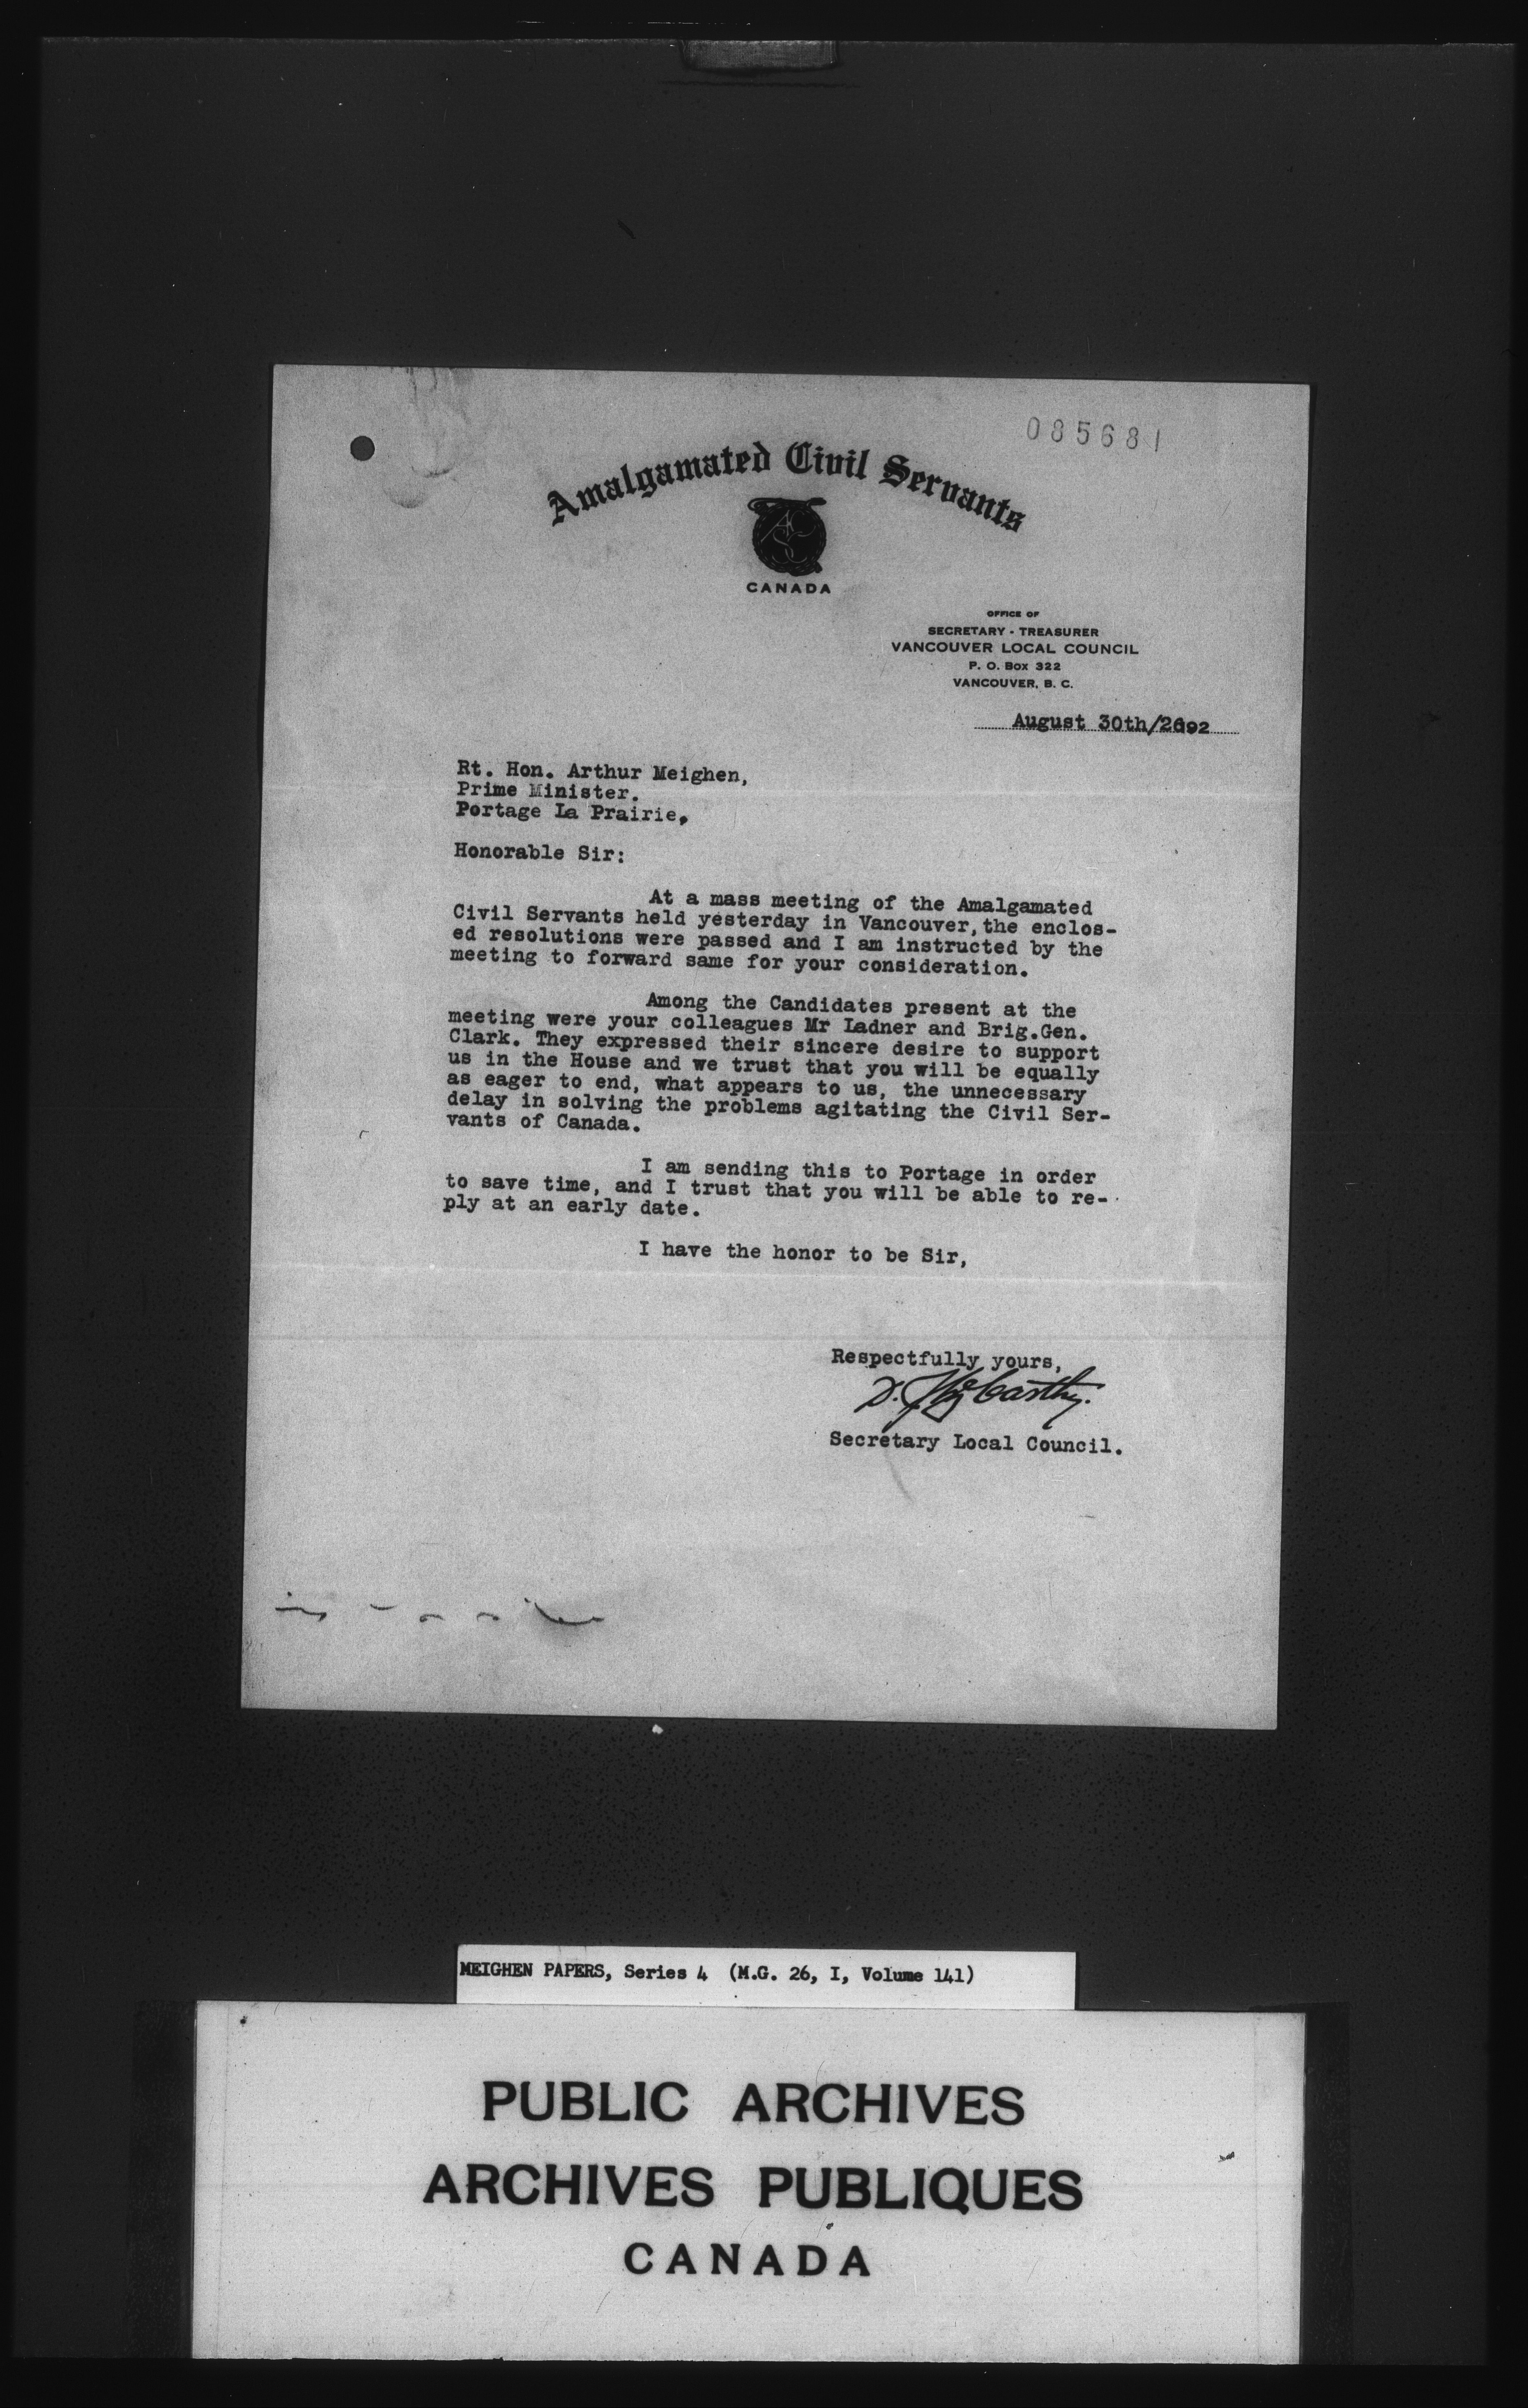 085681
Amalgamated Civil Servants
ACSC
CANADA
OFFICE OF
SECRETARY - TREASURER
VANCOUVER LOCAL COUNCIL
P. O. Box 322
VANCOUVER, B. C.
August 30th/26
Rt. Hon. Arthur Meighen,
Prime Minister.
Portage La Prairie,
Honorable Sir:
At a mass meeting of the Amalgamated
Civil Servants held yesterday in Vancouver, the enclos-
ed resolutions were passed and I am instructed by the
meeting to forward same for your consideration.
Among the Candidates present at the
meeting were your colleagues Mr Ladner and Brig.Gen.
Clark. They expressed their sincere desire to support
us in the House and we trust that you will be equally
as eager to end, what appears to us, the unnecessary
delay in solving the problems agitating the Civil Ser-
vants of Canada.
I am sending this to Portage in order
to save time, and I trust that you will be able to re-
ply at an early date.
I have the honor to be Sir,
Respectfully yours,
D. McCarthy.
Secretary Local Council.
MEIGHEN PAPERS, Series 4 (M.G. 26, I, Volume 141)
PUBLIC ARCHIVES
ARCHIVES PUBLIQUES
CANADA